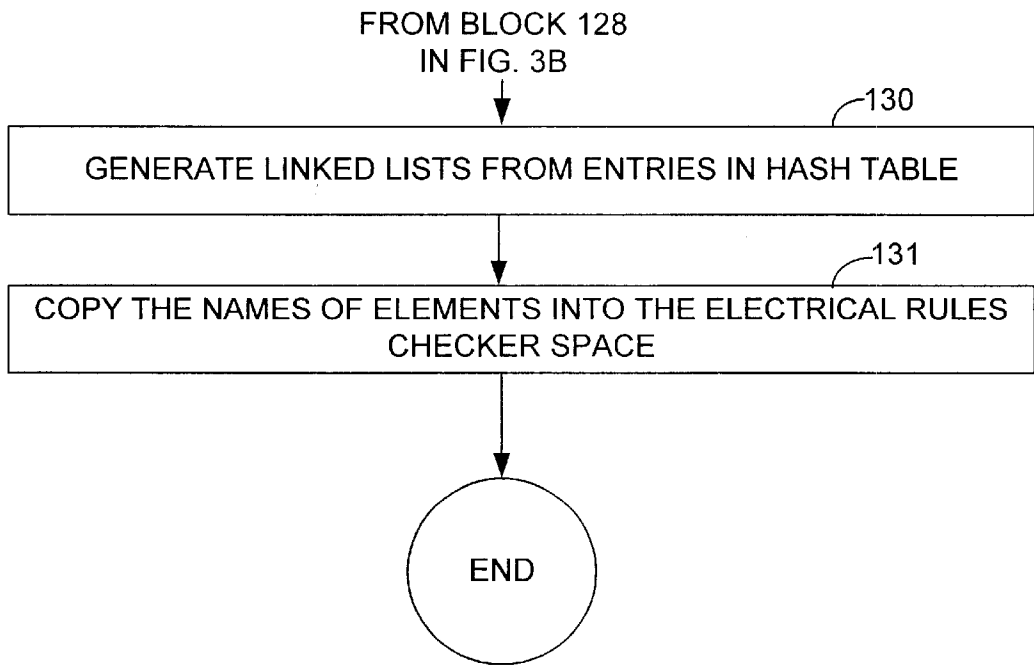 FROM BLOCK 128
IN FIG. 3B
130
GENERATE LINKED LISTS FROM ENTRIES IN HASH TABLE
131
COPY THE NAMES OF ELEMENTS INTO THE ELECTRICAL RULES
CHECKER SPACE
END